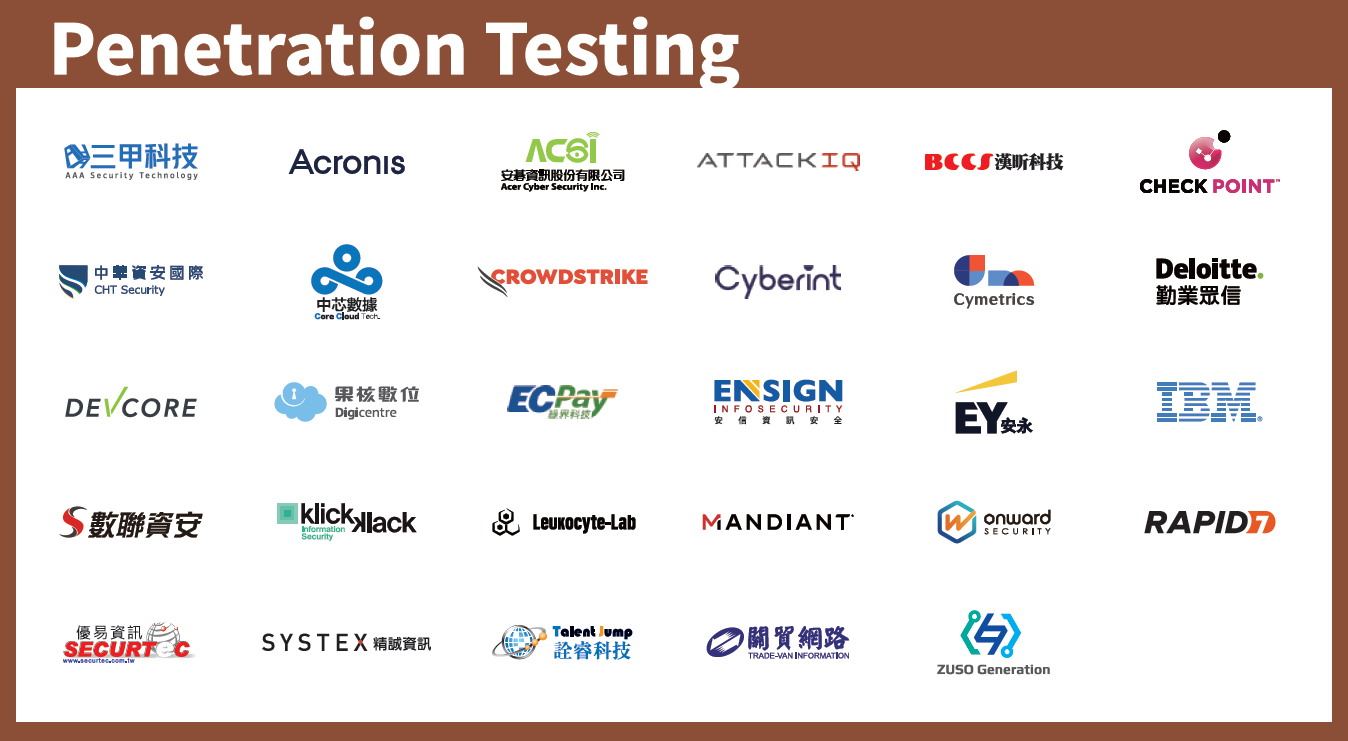 Penetration Testing
三甲科技
AAA Security Technology
Acronis
ACSI
安碁資訊股份有限公司
Acer Cyber Security Inc.
ATTACKIQ
BCCS 漢昕科技
CHECK POINT™
中華資安國際
CHT Security
中芯數據
Core Cloud Tech.
CROWDSTRIKE
Cyberint
Cymetrics
Deloitte.
勤業眾信
DEVCORE
果核數位
Digicentre
ECPay
綠界科技
ENSIGN
INFOSECURITY
安信資訊安全
EY安永
IBM®
數聯資安
klick
klack
Information
Security
Leukocyte-Lab
MANDIANT
onward
SECURITY
RAPID7
優易資訊
SECURTEC
www.securtec.com.tw
SYSTEX 精誠資訊
Talent Jump
詮睿科技
關貿網路
TRADE-VAN INFORMATION
ZUSO Generation